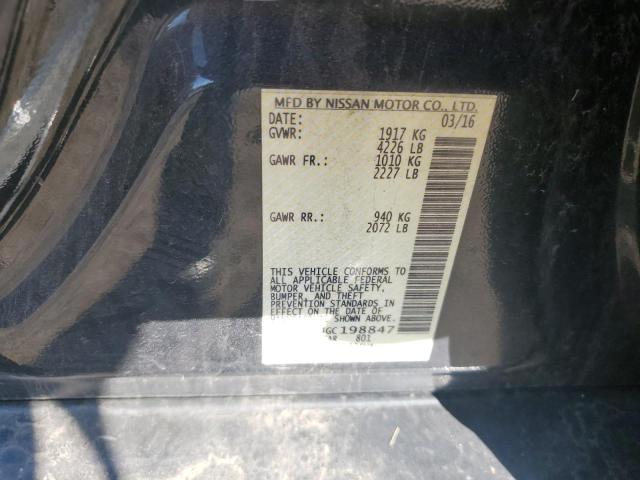 MFD BY NISSAN MOTOR CO., LTD.
DATE: 03/16
GVWR: 1917 KG
4226 LB
GAWR FR.: 1010 KG
2227 LB
GAWR RR.: 940 KG
2072 LB
THIS VEHICLE CONFORMS TO
ALL APPLICABLE FEDERAL
MOTOR VEHICLE SAFETY,
BUMPER, AND THEFT
PREVENTION STANDARDS IN
EFFECT ON THE DATE OF
SHOWN ABOVE.
GC198847
801